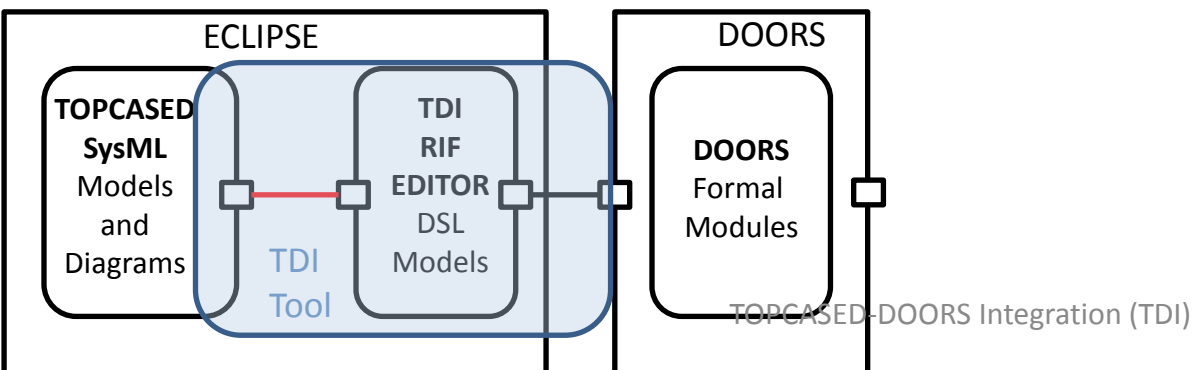 ECLIPSE
DOORS
TOPCASED
SysML
Models
and
Diagrams
TDI
Tool
TDI
RIF
EDITOR
DSL
Models
DOORS
Formal
Modules
TOPCASED-DOORS Integration (TDI)